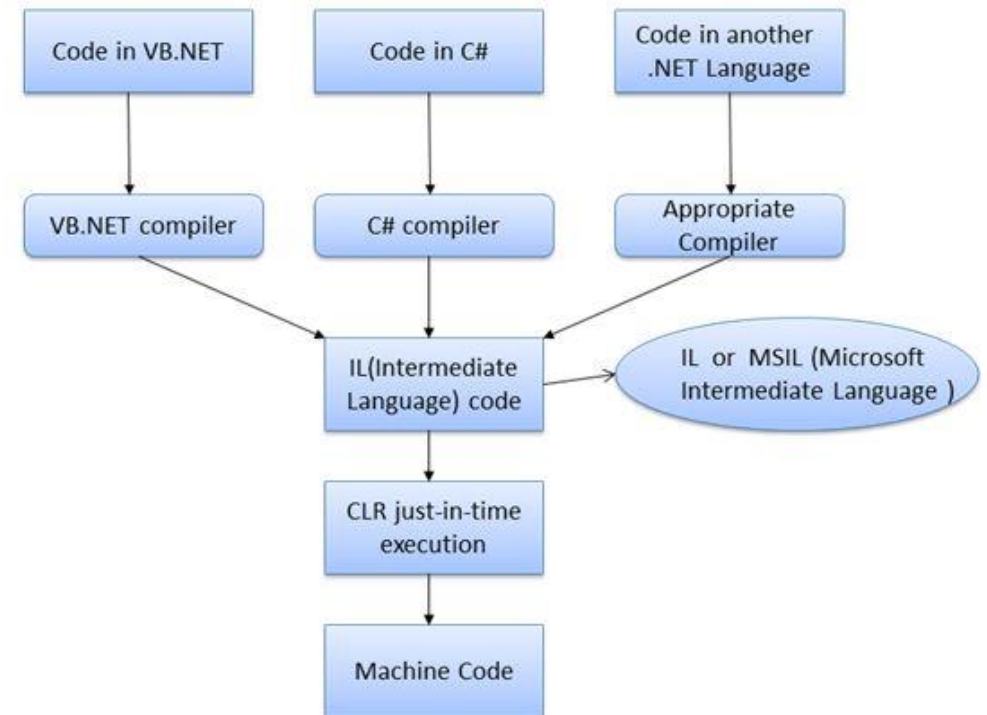 Code in VB.NET
Code in C#
Code in another
.NET Language
VB.NET compiler
C# compiler
Appropriate
Compiler
IL(Intermediate
Language) code
IL or MSIL (Microsoft
Intermediate Language )
CLR just-in-time
execution
Machine Code